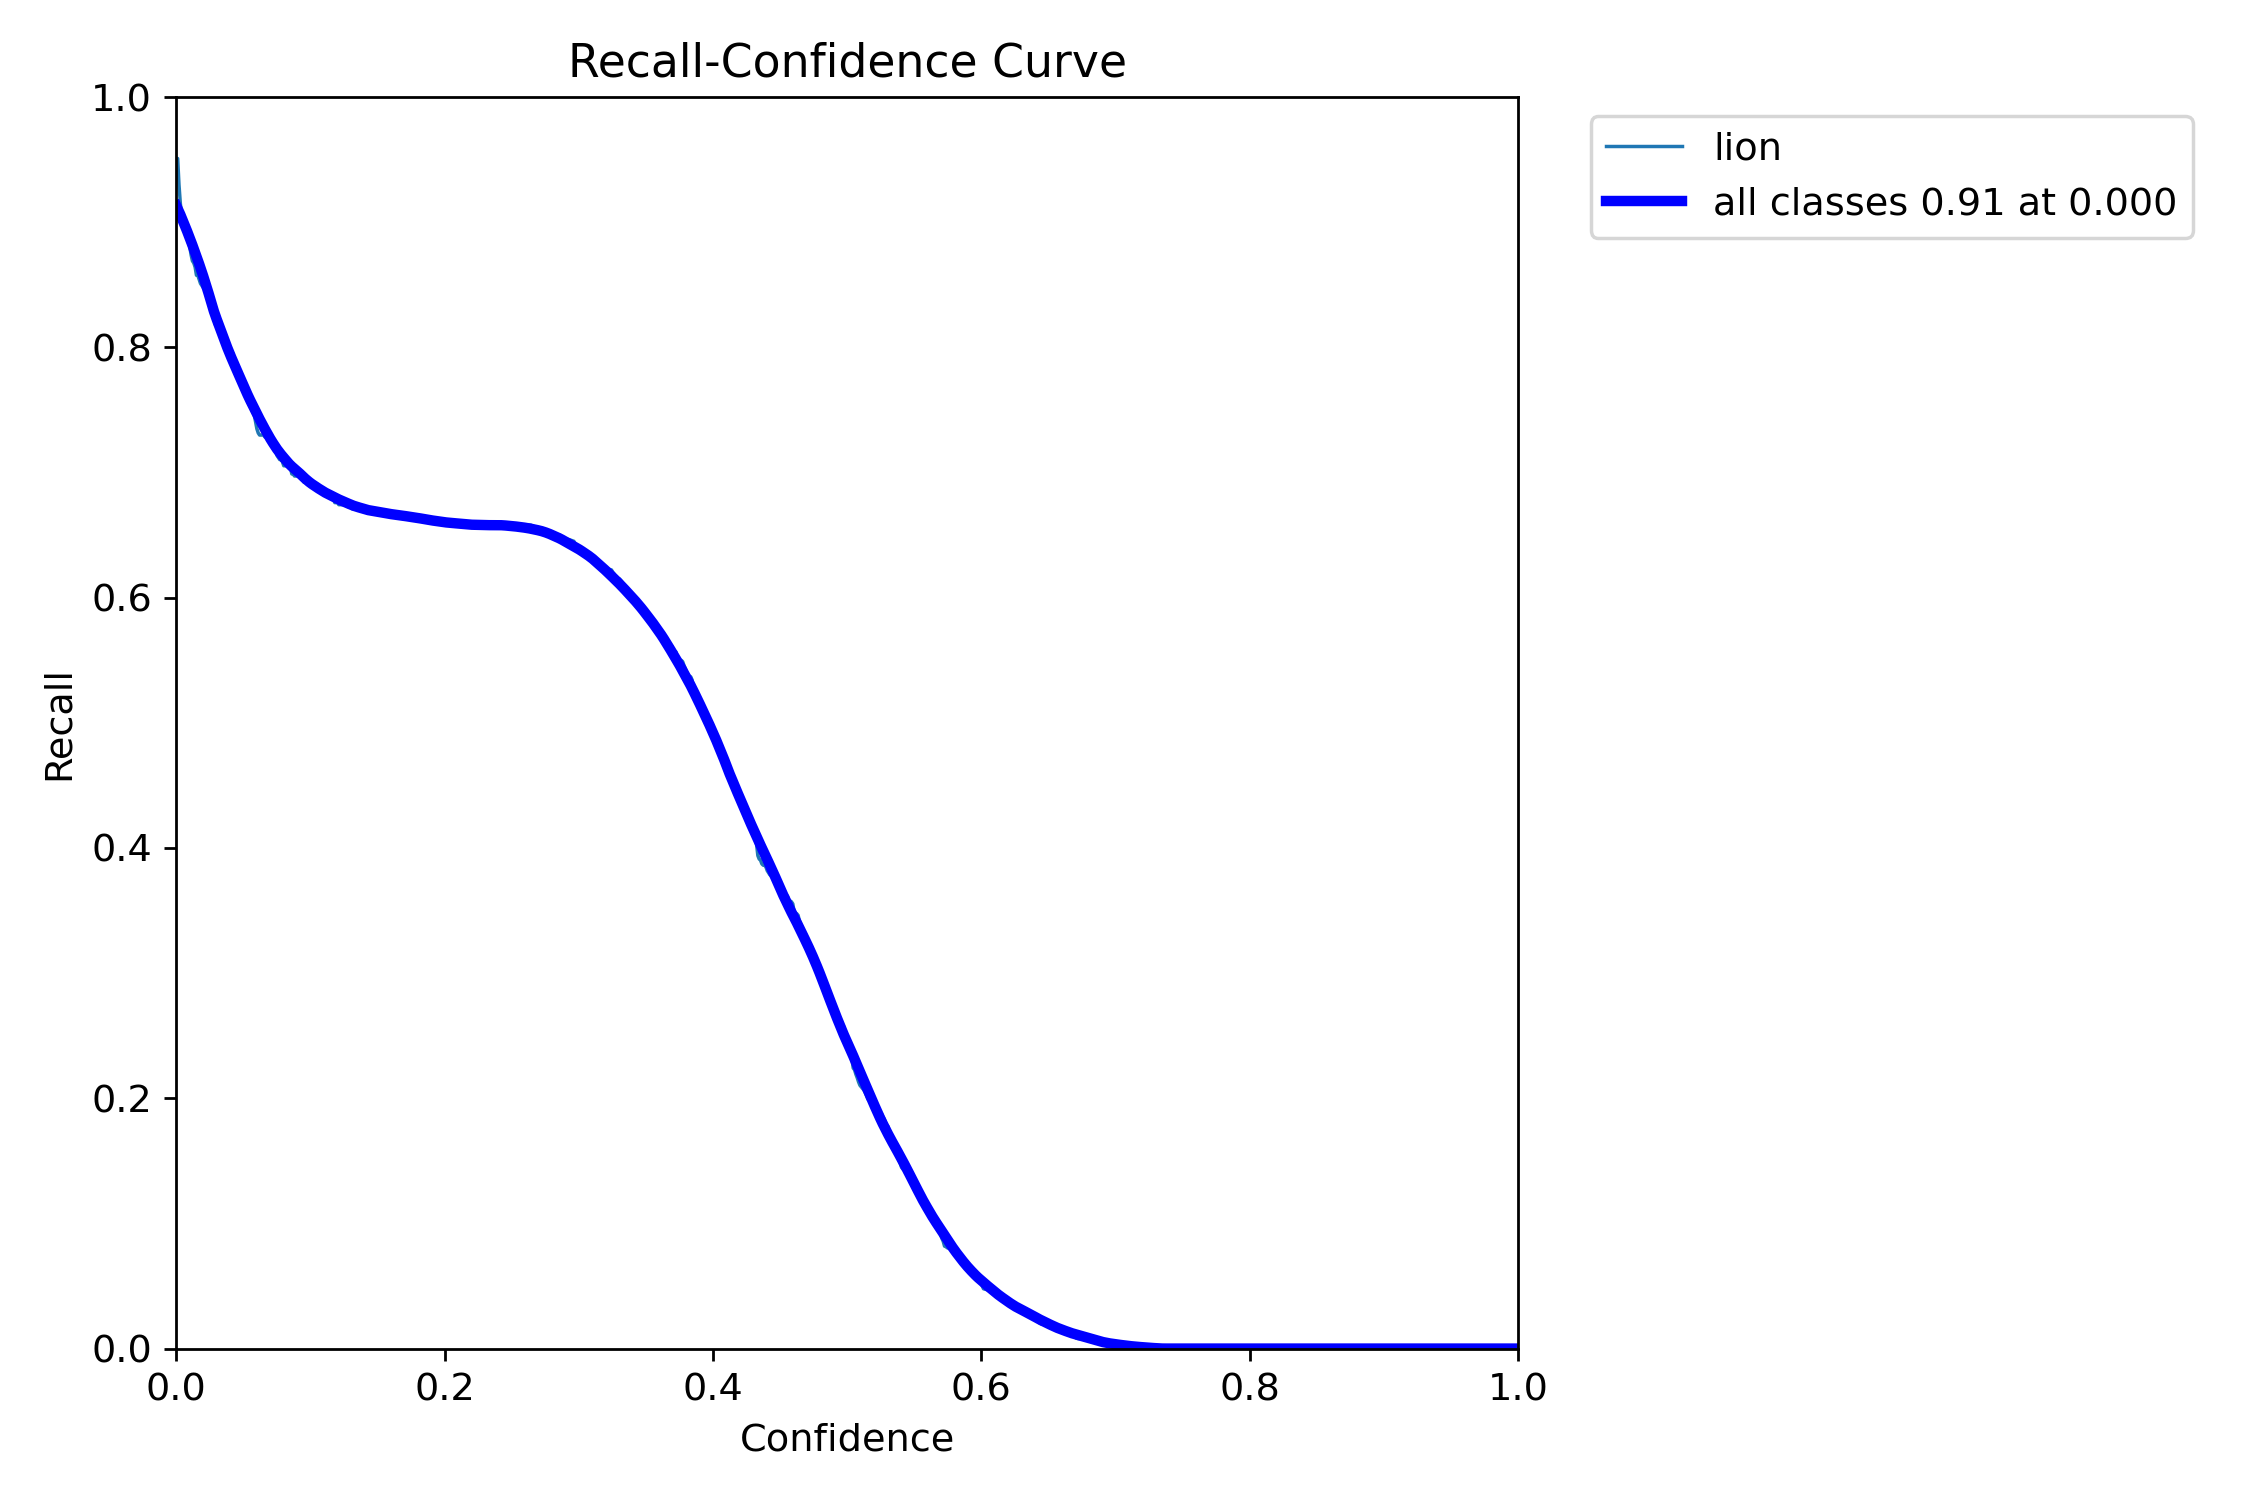 Recall-Confidence Curve
lion
all classes 0.91 at 0.000
1.0
0.8
0.6
0.4
0.2
0.0
Recall
0.0 0.2 0.4 0.6 0.8 1.0
Confidence